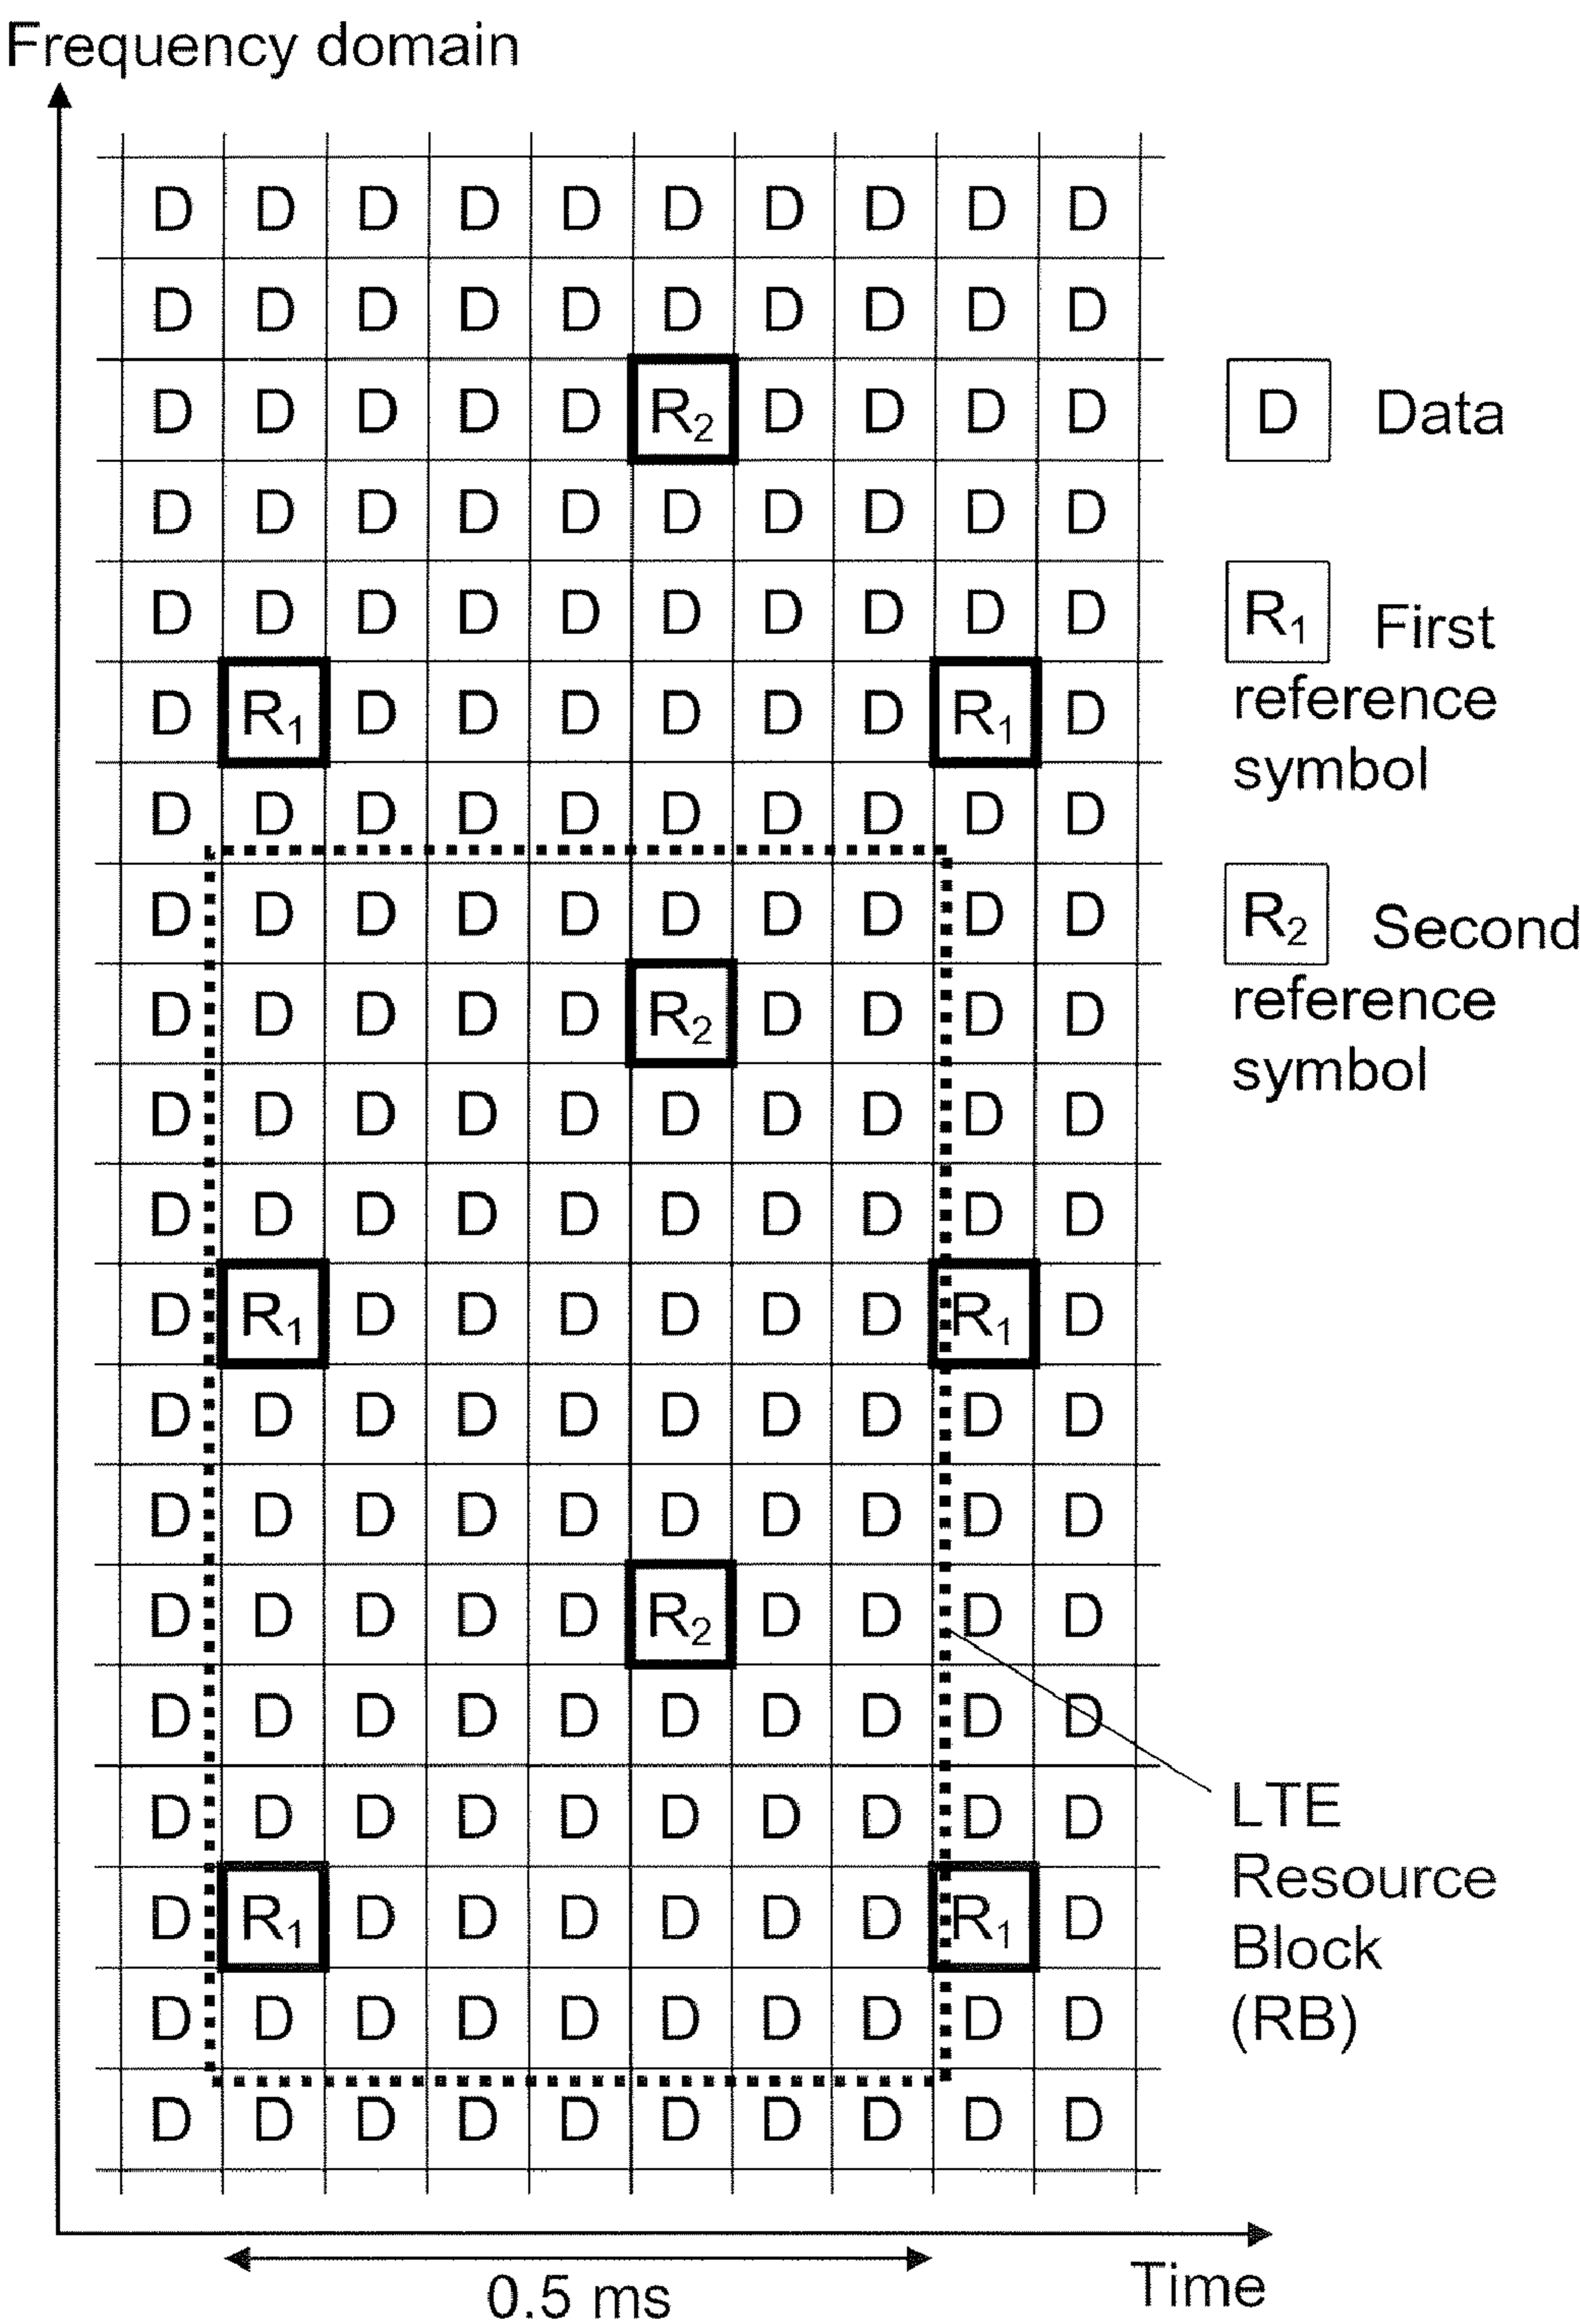 Frequency domain
D D D D D D D D D D
D D D D D D D D D D
D D D D D R2 D D D D
D D D D D D D D D D
D D D D D D D D D D
D R1 D D D D D D R1 D
D D D D D D D D D D
D D D D D D D D D D
D D D D D R2 D D D D
D D D D D D D D D D
D D D D D D D D D D
D R1 D D D D D D R1 D
D D D D D D D D D D
D D D D D D D D D D
D D D D D R2 D D D D
D D D D D D D D D D
D D D D D D D D D D
D R1 D D D D D D R1 D
D D D D D D D D D D
D D D D D D D D D D
D Data
R1 First
reference
symbol
R2 Second
reference
symbol
LTE
Resource
Block
(RB)
0.5 ms
Time